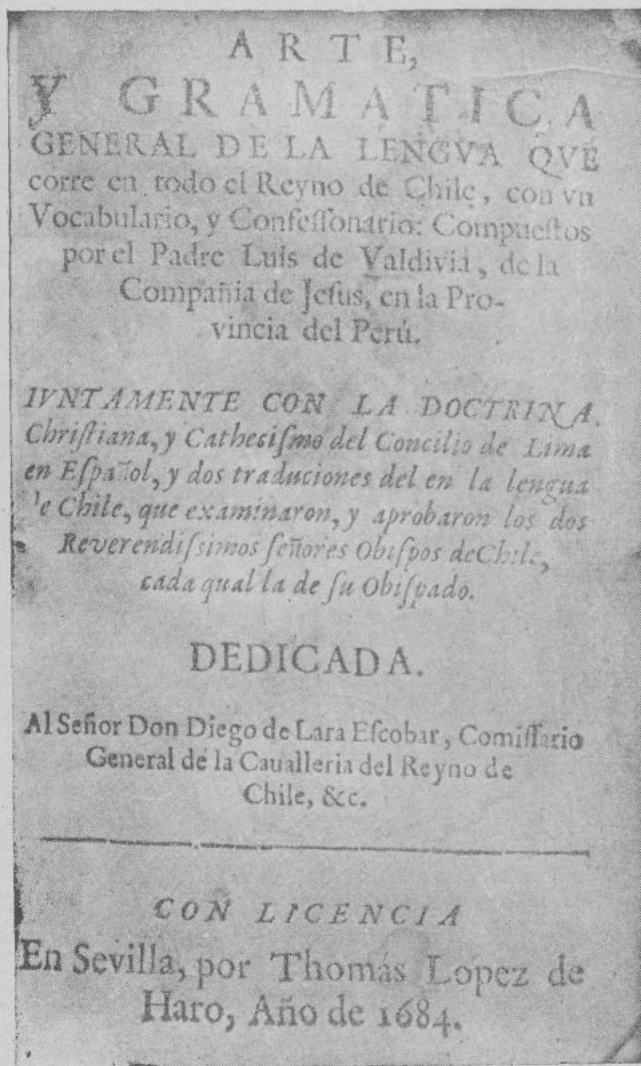 ARTE,
Y GRAMATICA
GENERAL DE LA LENGVA QVE
corre en todo el Reyno de Chile, con vn
Vocabulario, y Confeſſonario: Compueſtos
por el Padre Luis de Valdivia, de la
Compañia de Jeſus, en la Pro-
vincia del Perú.
IVNTAMENTE CON LA DOCTRINA.
Chriſtiana, y Catheciſmo del Concilio de Lima
en Eſpañol, y dos traduciones del en la lengua
e Chile, que examinaron, y aprobaron los dos
Reverendiſsimos ſeñores Obiſpos de Chile,
cada qual la de ſu Obiſpado.
DEDICADA.
Al Señor Don Diego de Lara Eſcobar, Comiſſario
General de la Caualleria del Reyno de
Chile, &c.
CON LICENCIA
En Sevilla, por Thomás Lopez de
Haro, Año de 1684.